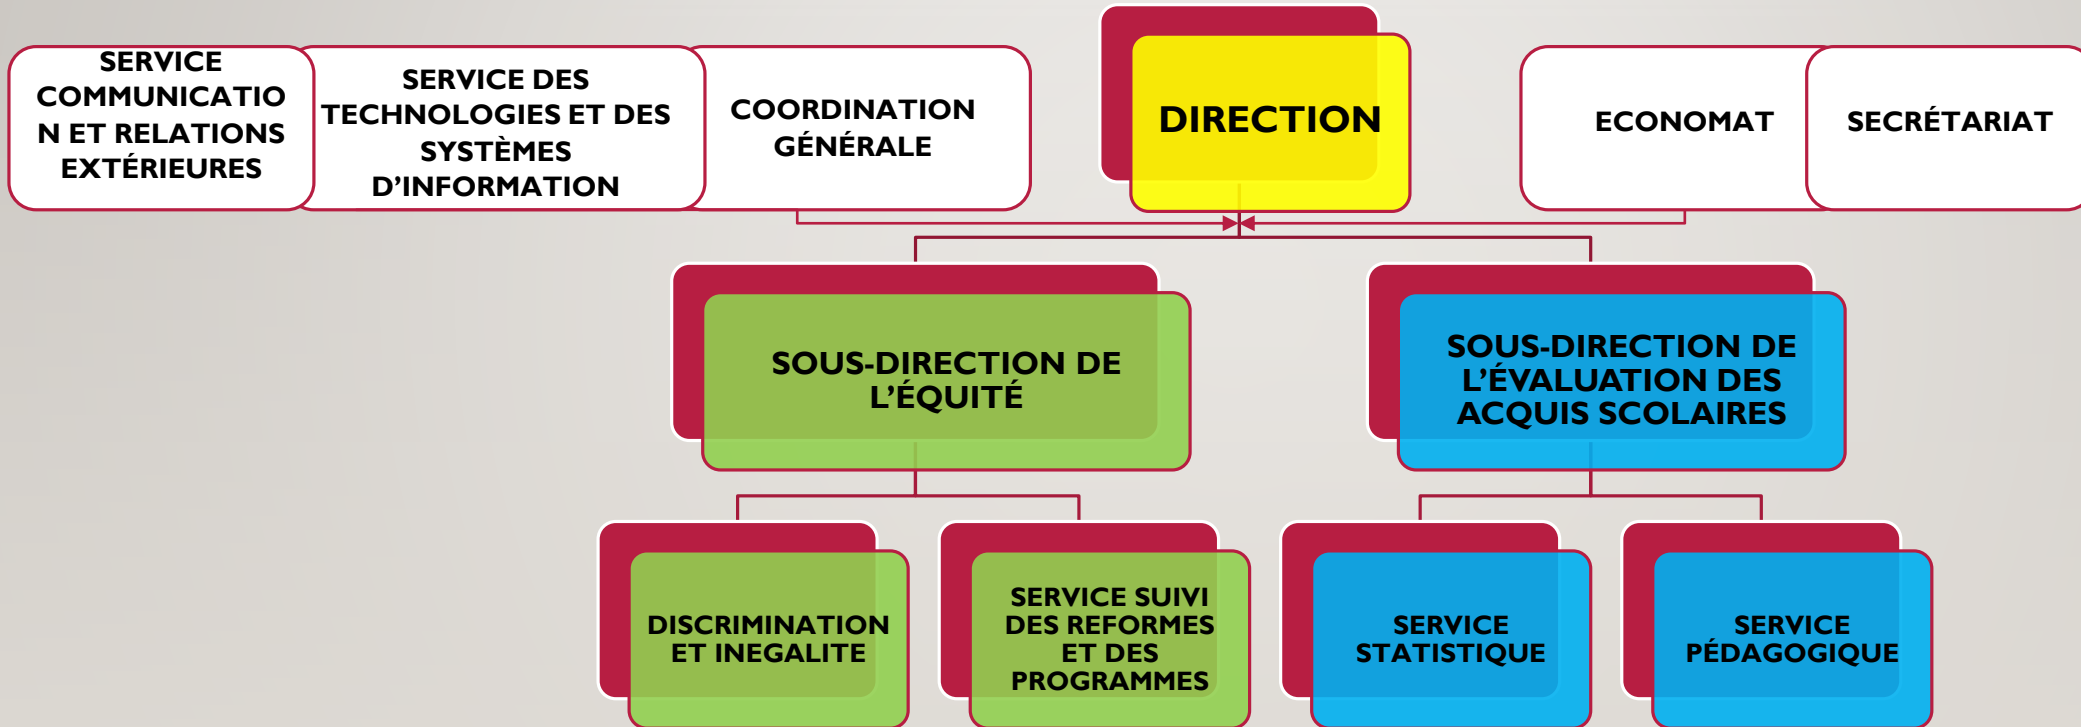 SERVICE
COMMUNICATIO
N ET RELATIONS
EXTÉRIEURES
SERVICE DES
TECHNOLOGIES ET DES
SYSTÈMES
D’INFORMATION
COORDINATION
GÉNÉRALE
DIRECTION
ECONOMAT
SECRÉTARIAT
SOUS-DIRECTION DE
L’ÉQUITÉ
SOUS-DIRECTION DE
L’ÉVALUATION DES
ACQUIS SCOLAIRES
DISCRIMINATION
ET INEGALITE
SERVICE SUIVI
DES REFORMES
ET DES
PROGRAMMES
SERVICE
STATISTIQUE
SERVICE
PÉDAGOGIQUE